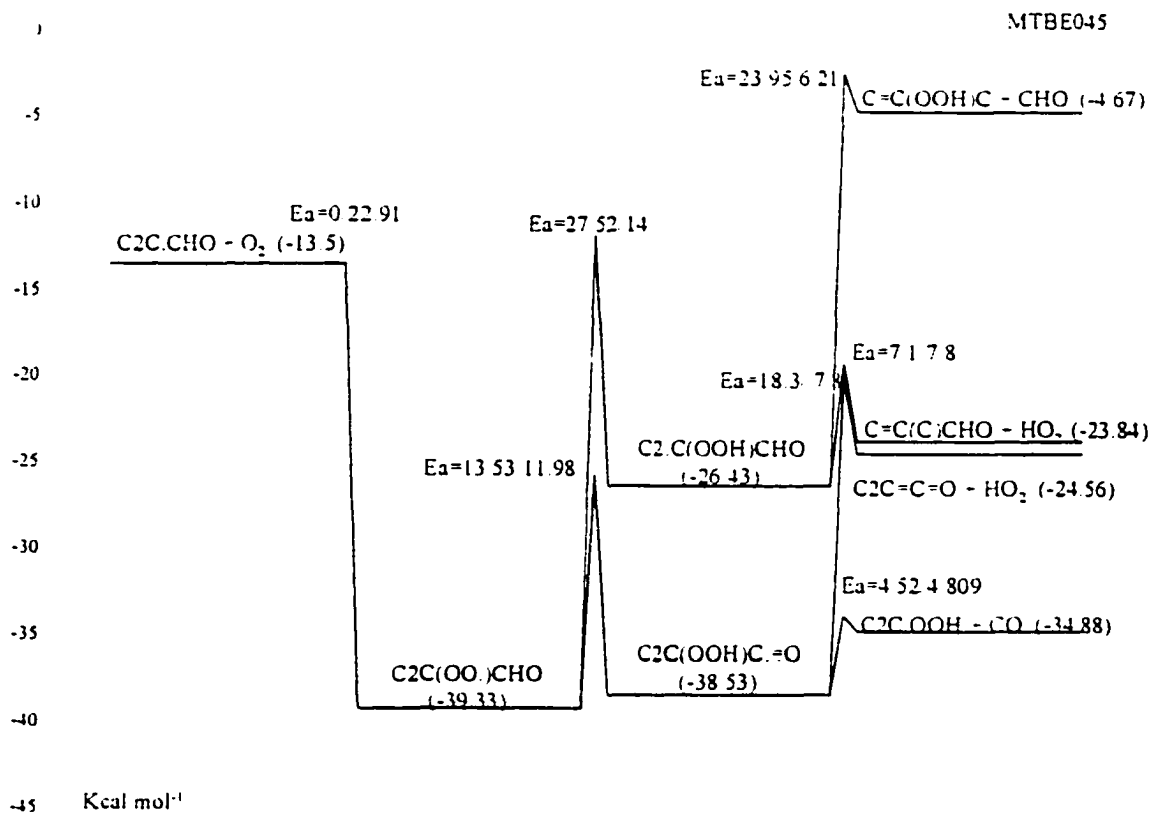 MTBE045
-5
-10
-15
-20
-25
-30
-35
-40
-45
Kcal mol-1
Ea=0 22.91
C2C.CHO - O2 (-13.5)
C2C(OO.)CHO
(-39.33)
Ea=27 52.14
Ea=13 53 11.98
C2.C(OOH)CHO
(-26 43)
C2C(OOH)C.=O
(-38 53)
Ea=23 95 6 21
C=C(OOH)C - CHO (-4 67)
Ea=7 1 7 8
Ea=18.3 7 8
C=C(C)CHO - HO2 (-23.84)
C2C=C=O - HO2 (-24.56)
Ea=4 52 4 809
C2C.OOH - CO (-34.88)